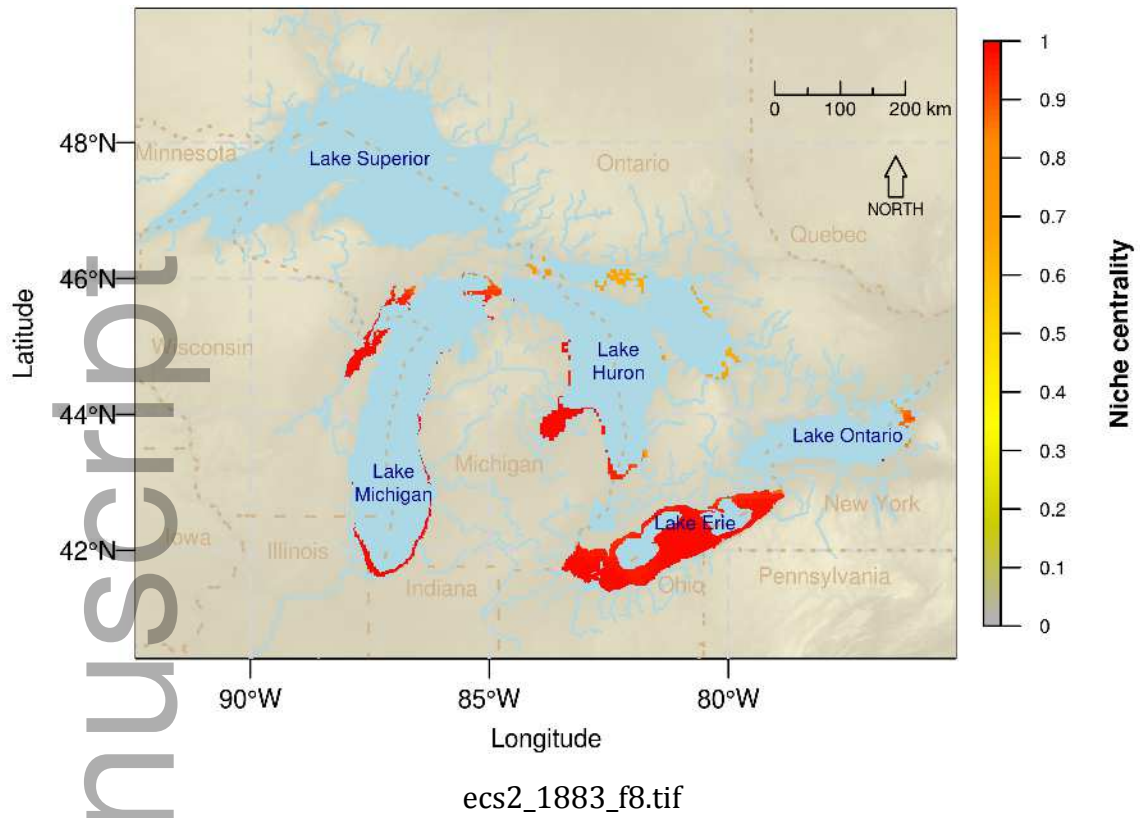 1
0.9
0.8
0.7
0.6
0.5
0.4
0.3
0.2
0.1
0
Niche centrality
0 100 200 km
NORTH
48°N
46°N
44°N
42°N
Latitude
90°W 85°W 80°W
Longitude
Minnesota
Lake Superior
Ontario
Quebec
Wisconsin
Lake
Huron
Lake Ontario
Lake
Michigan
Michigan
New York
Lake Erie
Iowa
Illinois
Indiana
Ohio
Pennsylvania
nuscript
ecs2_1883_f8.tif